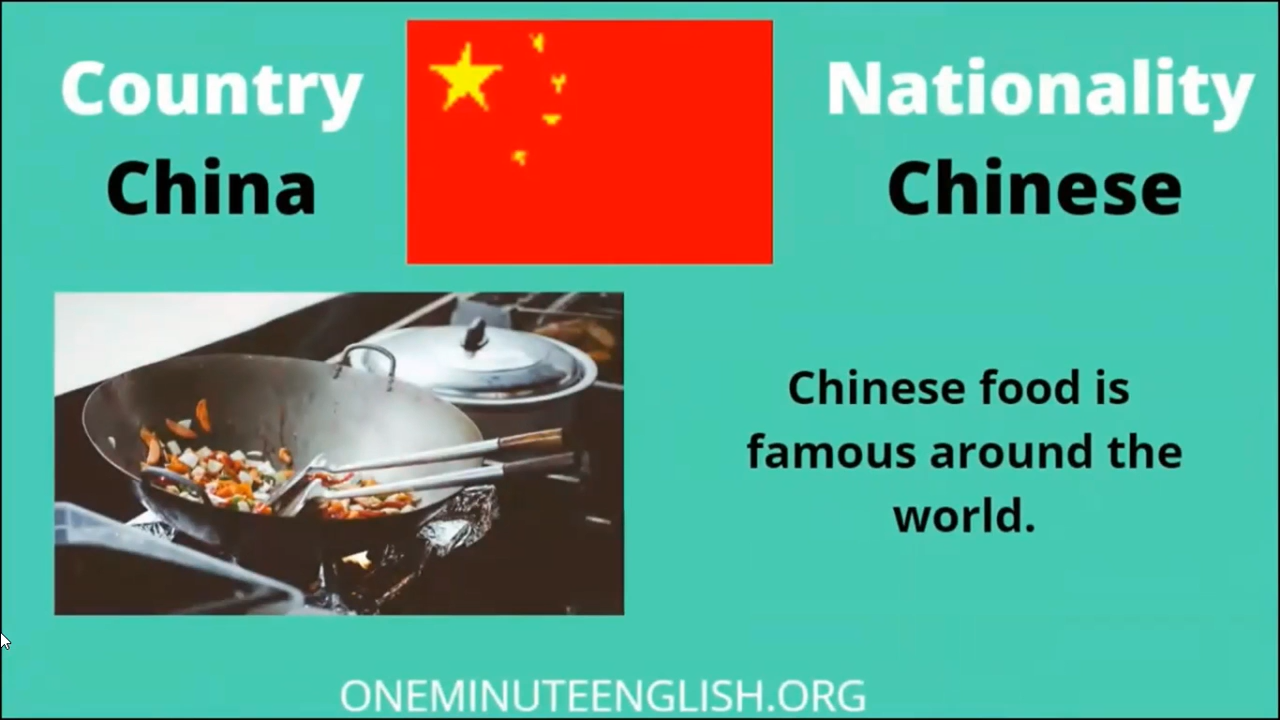 Country
China
Nationality
Chinese
Chinese food is
famous around the
world.
ONEMINUTEENGLISH.ORG